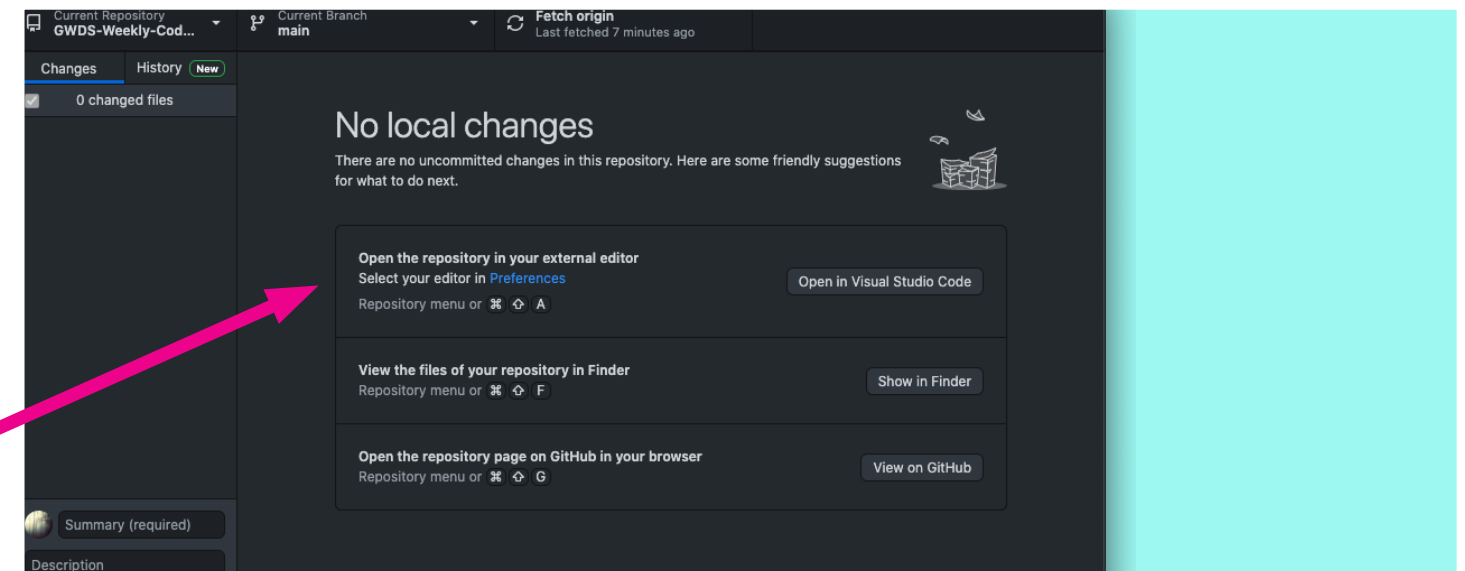 Current Repository
GWDS-Weekly-Cod...
Current Branch
main
Fetch origin
Last fetched 7 minutes ago
Changes
History New
0 changed files
No local changes
There are no uncommitted changes in this repository. Here are some friendly suggestions
for what to do next.
Open the repository in your external editor
Select your editor in Preferences
Repository menu or ⌘ ⇧ A
Open in Visual Studio Code
View the files of your repository in Finder
Repository menu or ⌘ ⇧ F
Show in Finder
Open the repository page on GitHub in your browser
Repository menu or ⌘ ⇧ G
View on GitHub
Summary (required)
Description